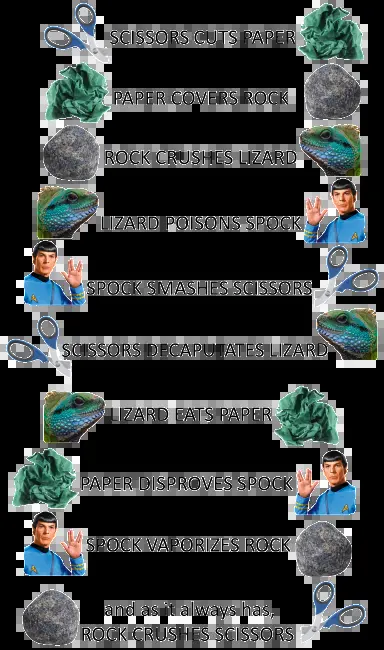 SCISSORS CUTS PAPER
PAPER COVERS ROCK
ROCK CRUSHES LIZARD
LIZARD POISONS SPOCK
SPOCK SMASHES SCISSORS
SCISSORS DECAPUTATES LIZARD
LIZARD EATS PAPER
PAPER DISPROVES SPOCK
SPOCK VAPORIZES ROCK
and as it always has,
ROCK CRUSHES SCISSORS